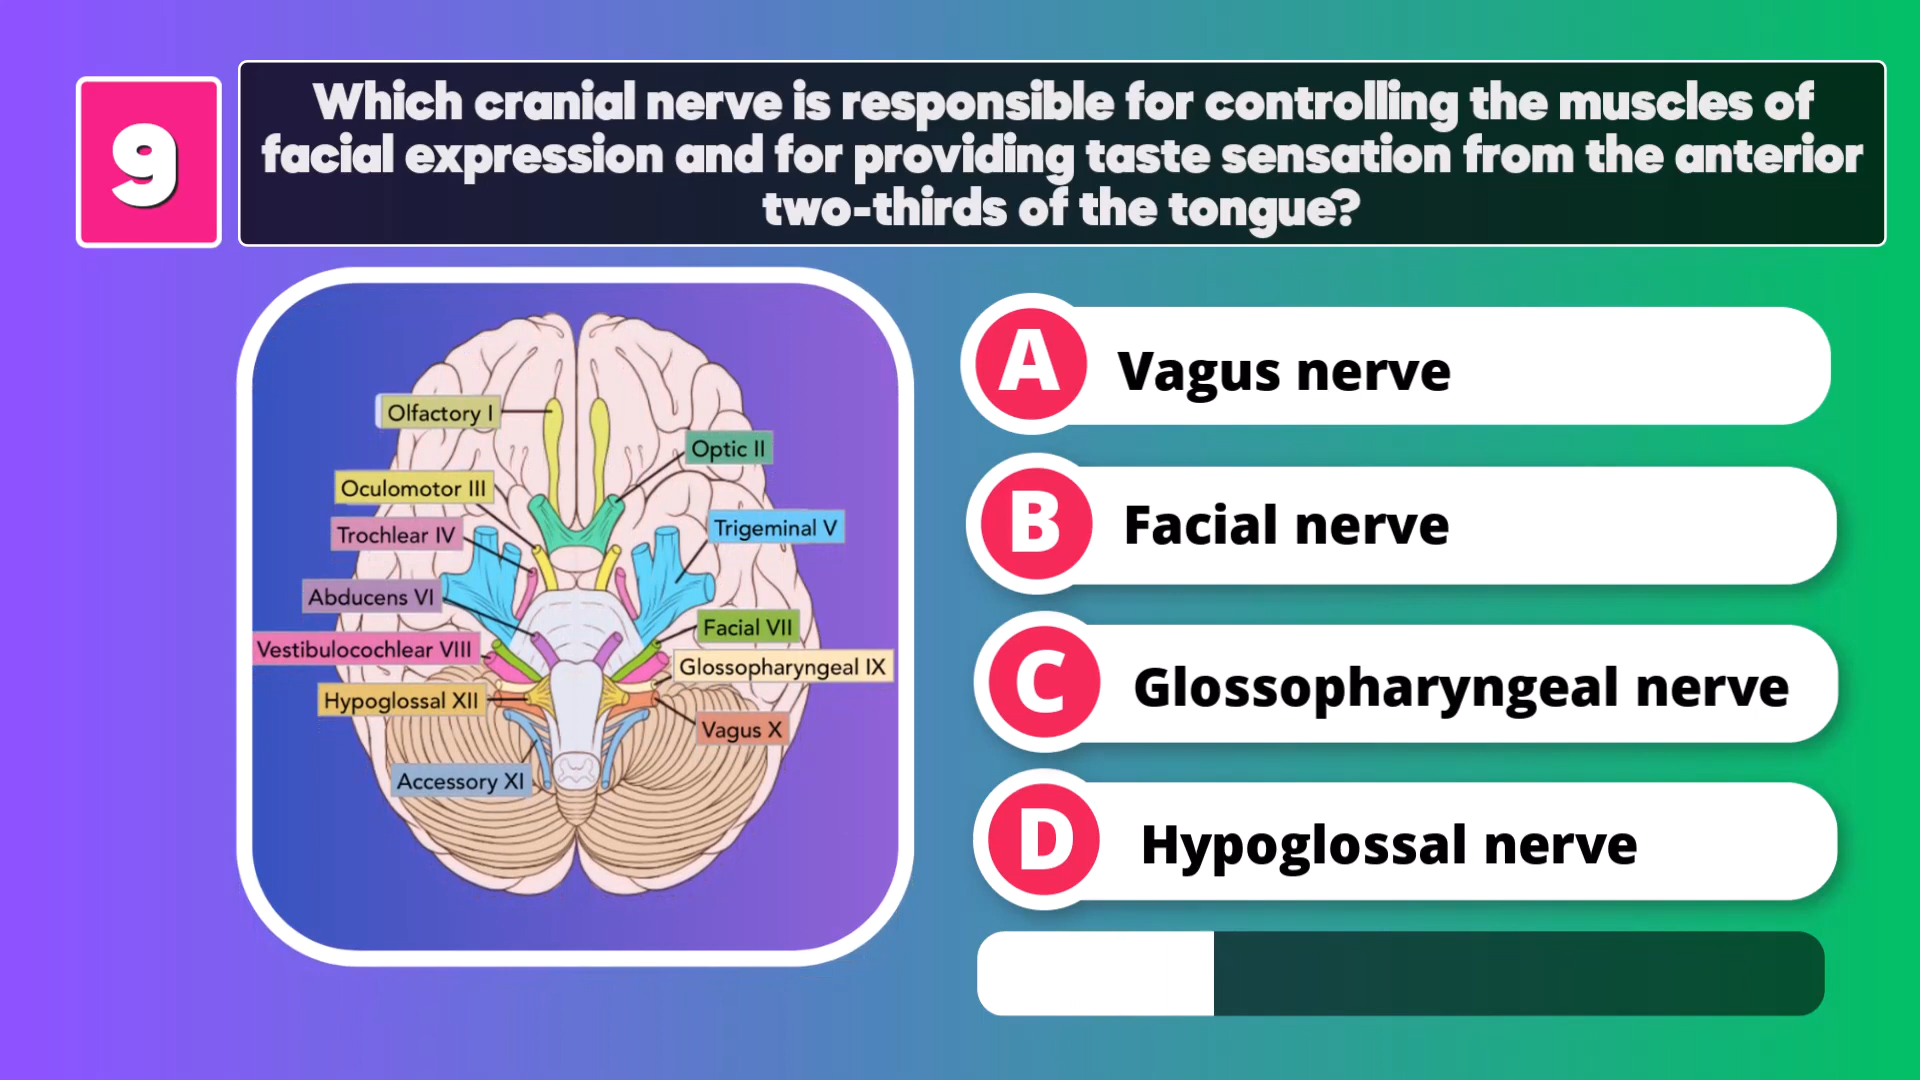 9
Which cranial nerve is responsible for controlling the muscles of
facial expression and for providing taste sensation from the anterior
two-thirds of the tongue?
Olfactory I
Optic II
Oculomotor III
Trochlear IV
Trigeminal V
Abducens VI
Facial VII
Vestibulocochlear VIII
Glossopharyngeal IX
Hypoglossal XII
Vagus X
Accessory XI
A Vagus nerve
B Facial nerve
C Glossopharyngeal nerve
D Hypoglossal nerve